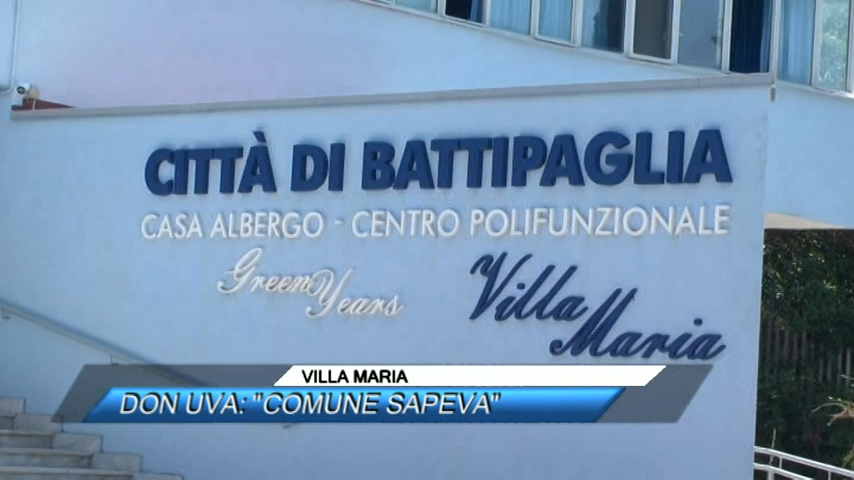 CITTÀ DI BATTIPAGLIA
CASA ALBERGO - CENTRO POLIFUNZIONALE
Green Years
Villa Maria
VILLA MARIA
DON UVA: "COMUNE SAPEVA"